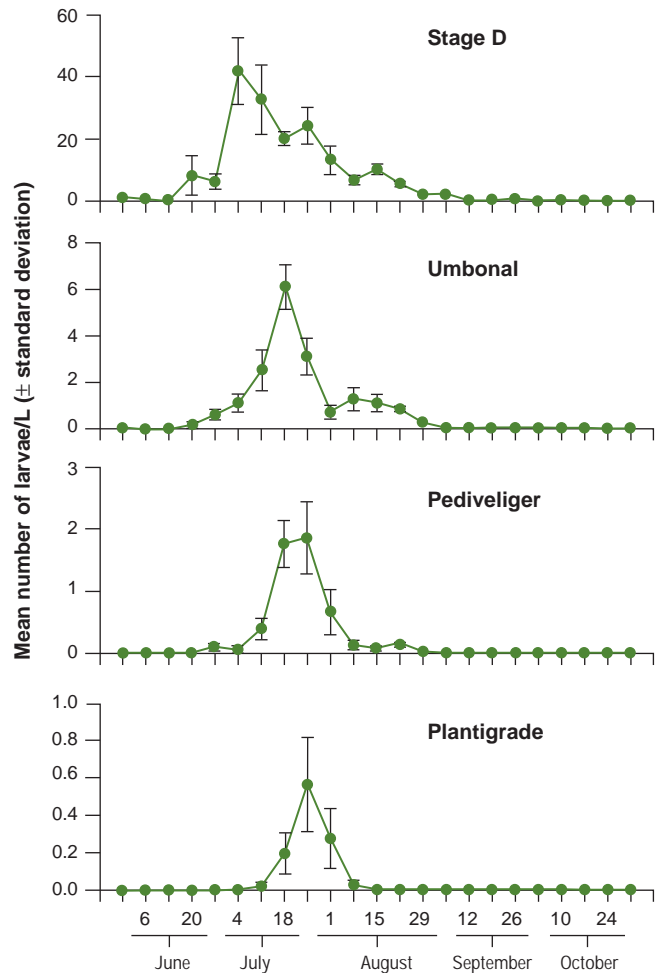 Mean number of larvae/L (± standard deviation)
Stage D
60
40
20
0
Umbonal
8
6
4
2
0
Pediveliger
3
2
1
0
Plantigrade
1.0
0.8
0.6
0.4
0.2
0.0
6 20 4 18 1 15 29 12 26 10 24
June July August September October